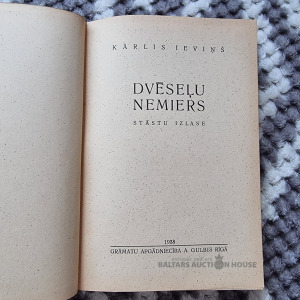 KĀRLIS IEVIŅŠ
DVĒSEĻU
NEMIERS
STĀSTU IZLASE
1938
GRĀMATU APGĀDNIECĪBA A. GULBIS RĪGĀ
BALTARS AUCTION HOUSE